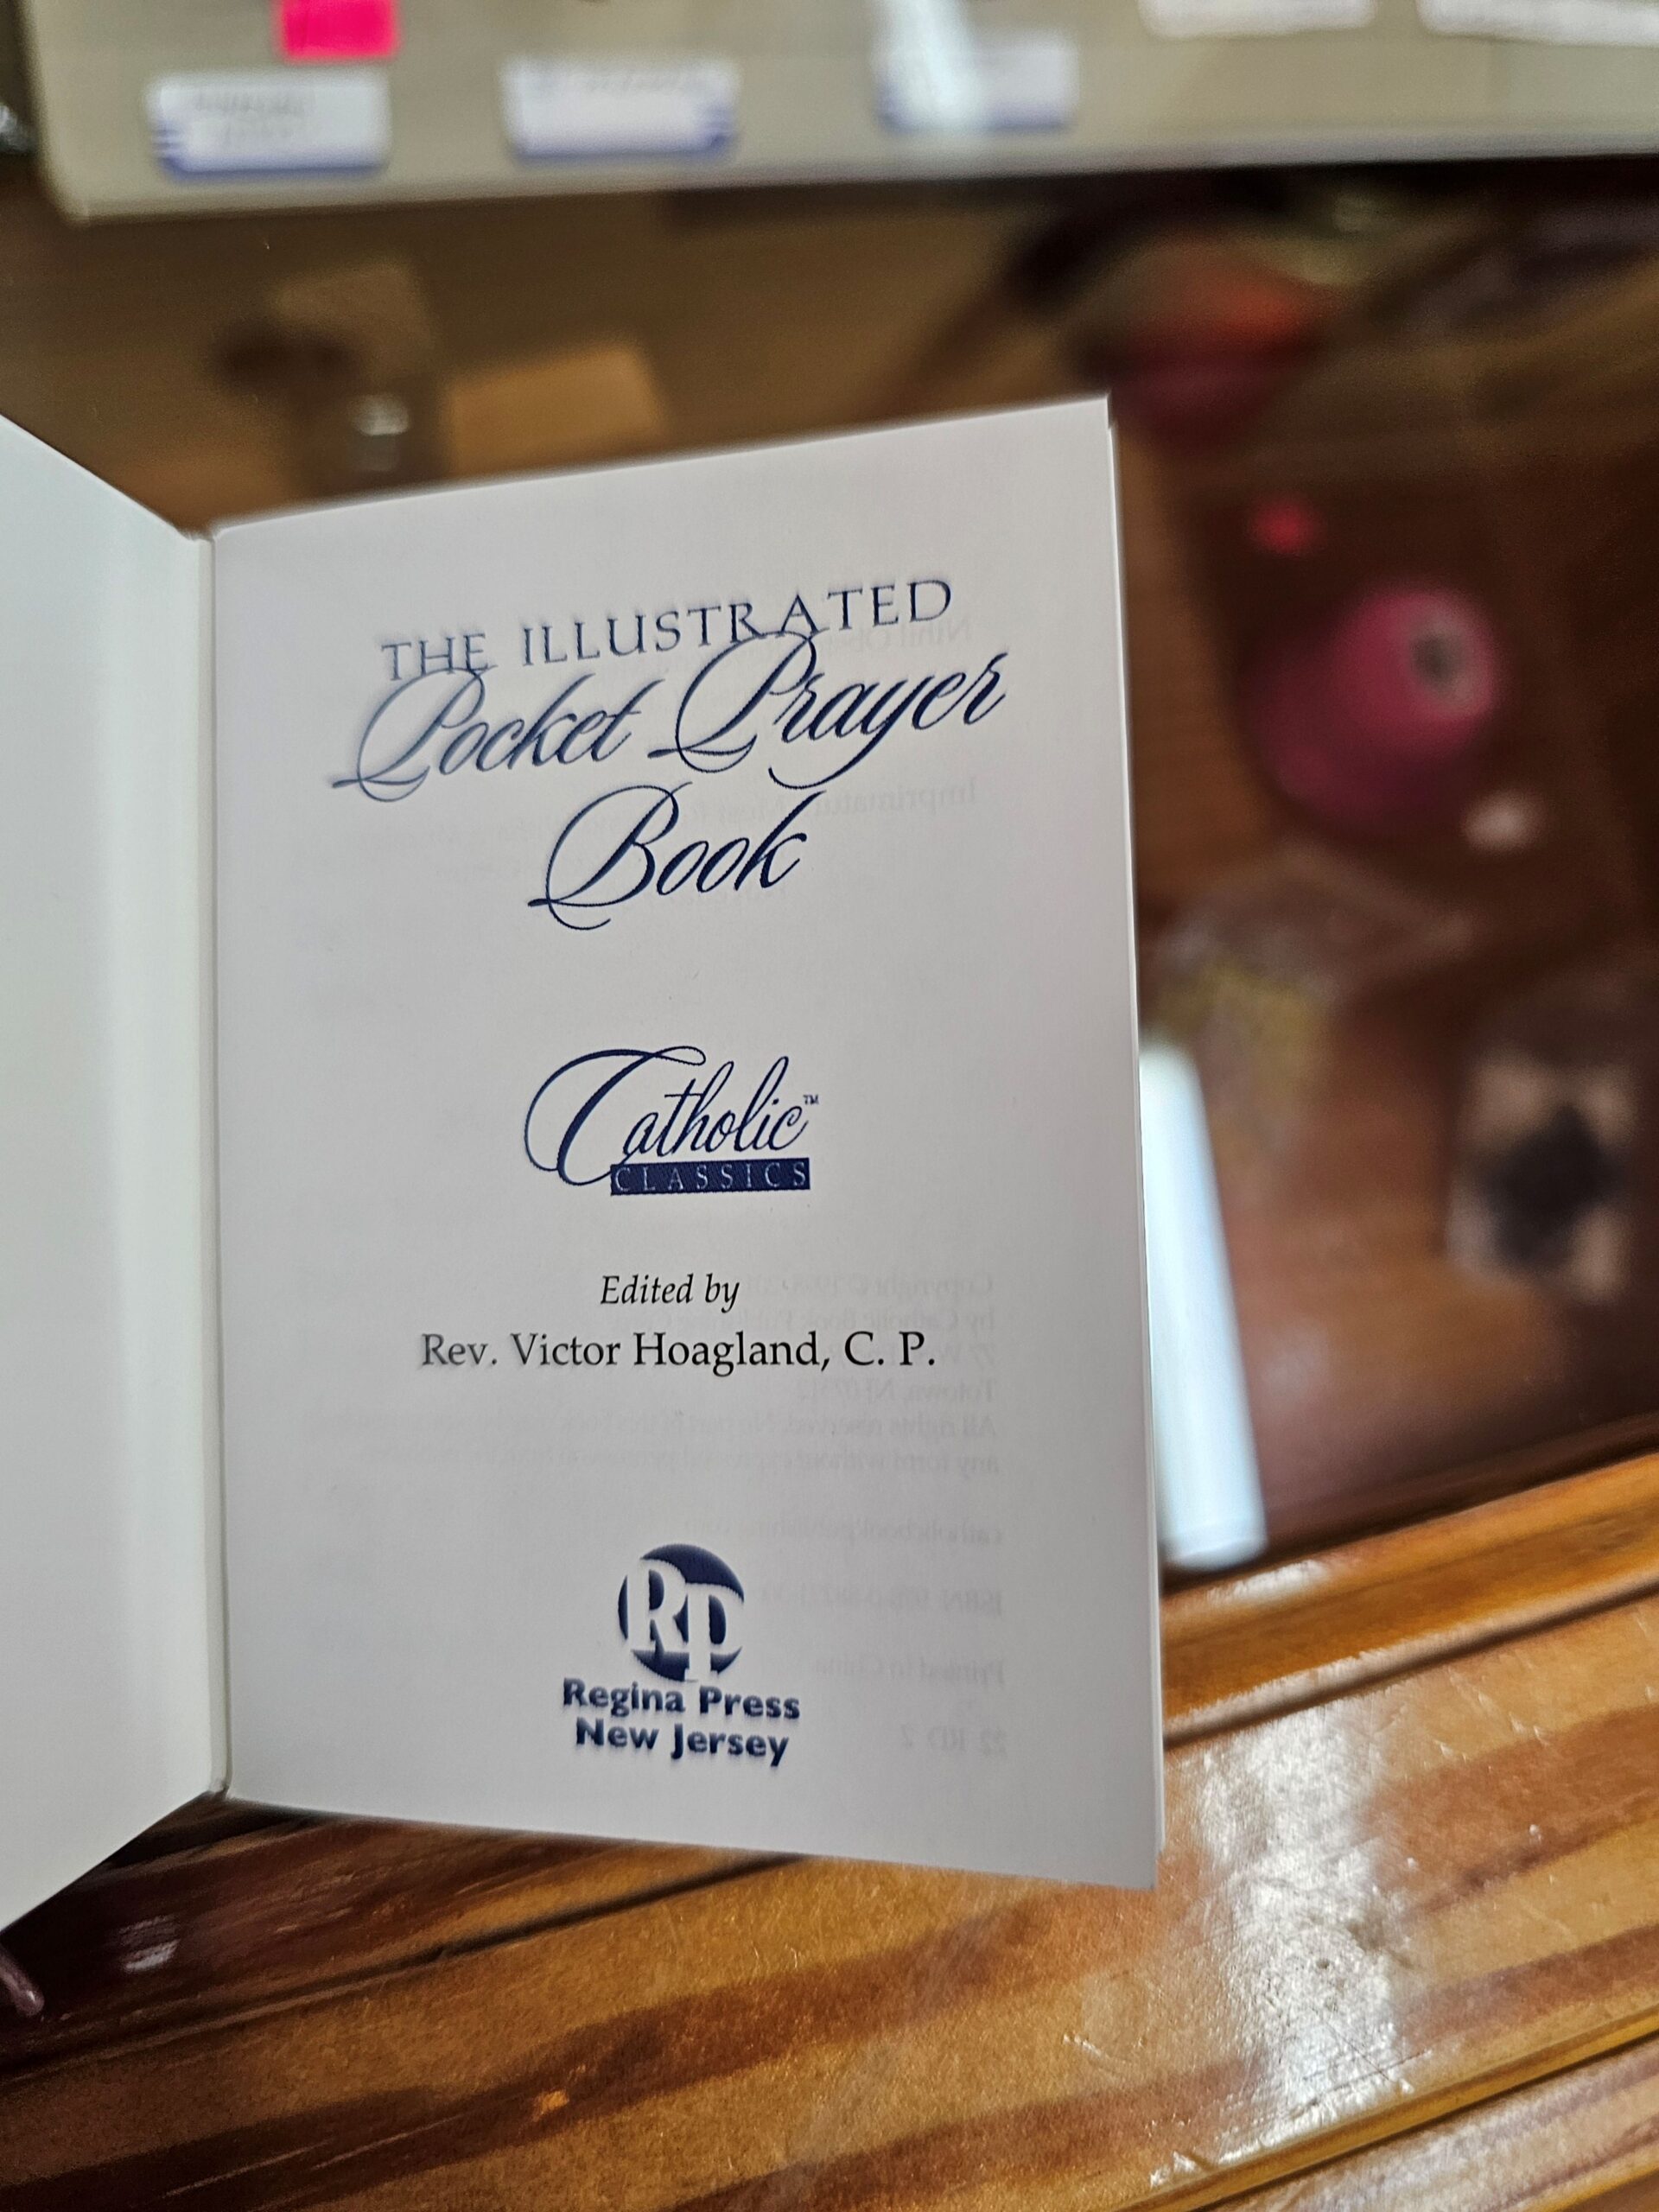 THE ILLUSTRATED
Pocket Prayer
Book
Catholic™
CLASSICS
Edited by
Rev. Victor Hoagland, C. P.
RP
Regina Press
New Jersey